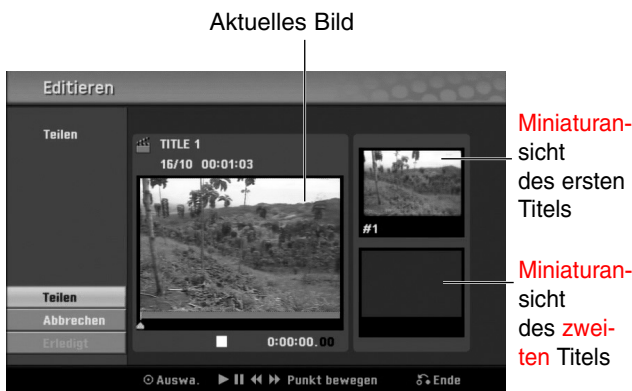 Aktuelles Bild
Editieren
Teilen
TITLE 1
16/10 00:01:03
#1
Miniaturan-
sicht
des ersten
Titels
Miniaturan-
sicht
des zwei-
ten Titels
Teilen
Abbrechen
Erledigt
0:00:00.00
Auswa. Punkt bewegen Ende